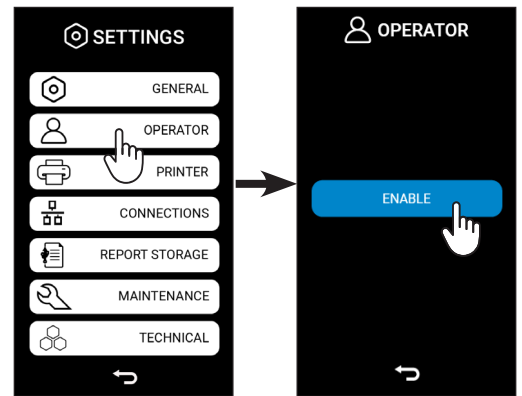 SETTINGS
GENERAL
OPERATOR
PRINTER
CONNECTIONS
REPORT STORAGE
MAINTENANCE
TECHNICAL
OPERATOR
ENABLE